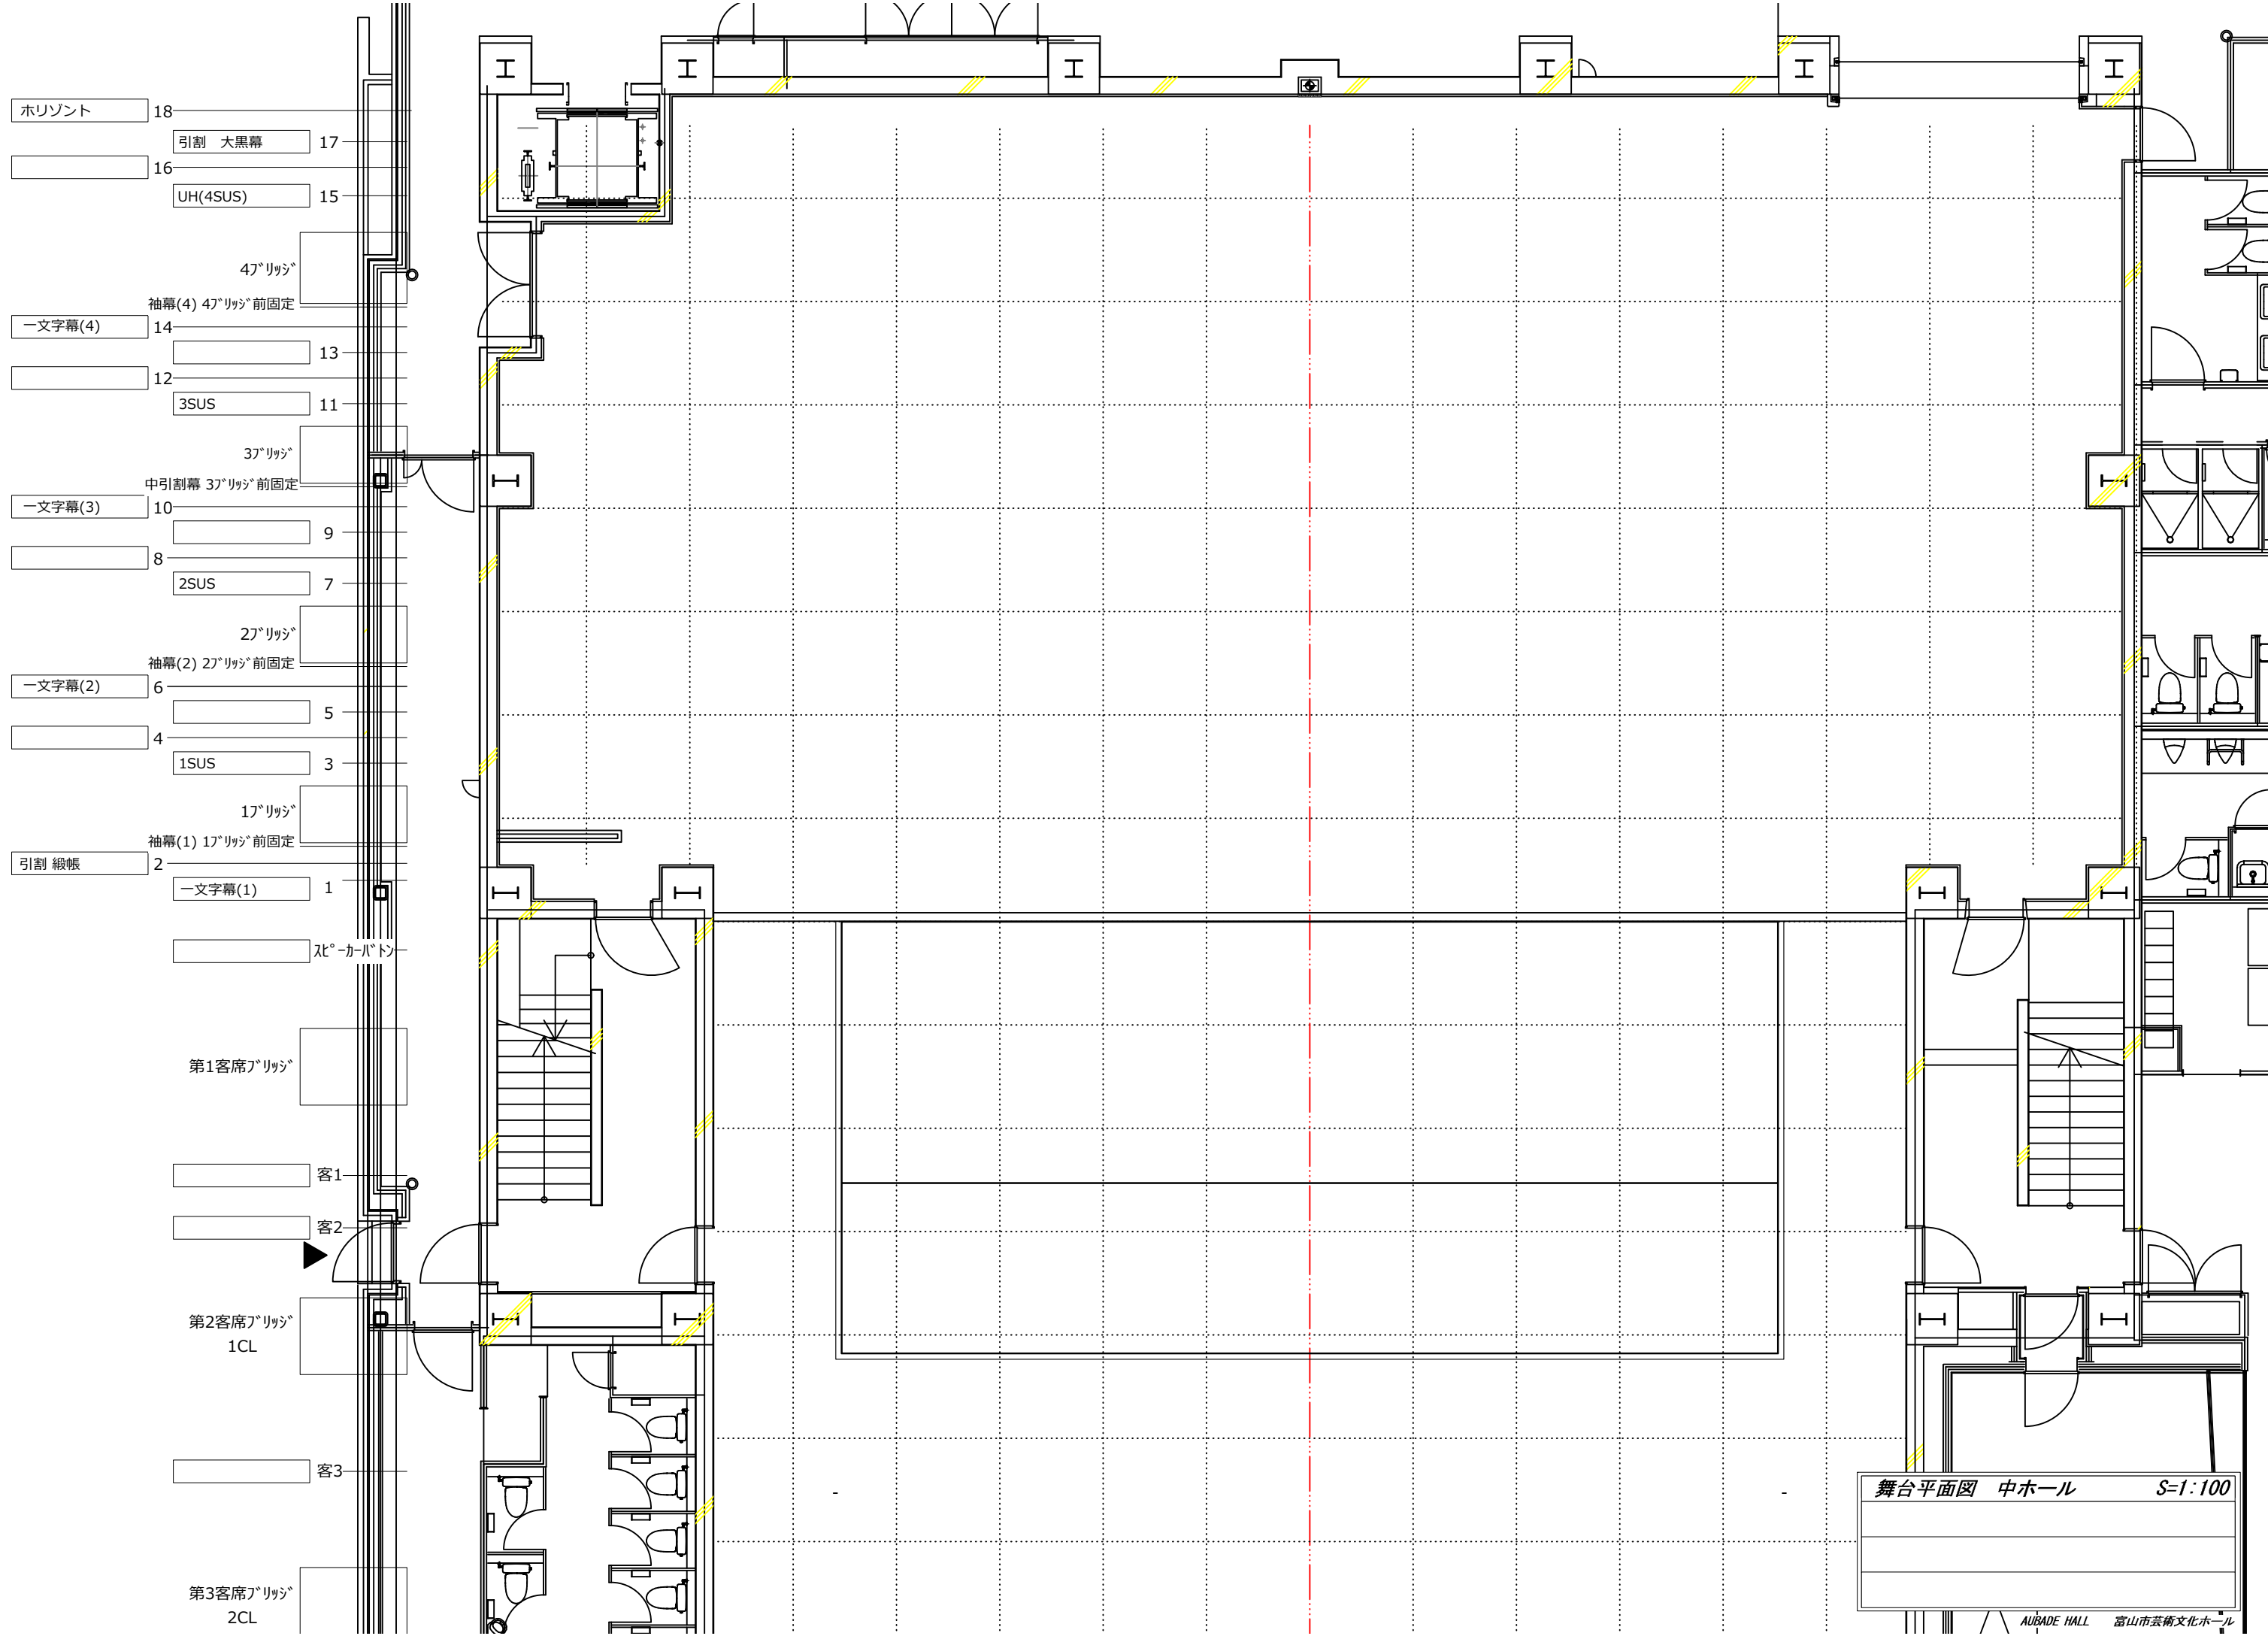 ホリゾント 18
引割　大黒幕 17
16
UH(4SUS) 15
4ﾌﾞﾘｯｼﾞ
袖幕(4) 4ﾌﾞﾘｯｼﾞ前固定
一文字幕(4) 14
13
12
3SUS 11
3ﾌﾞﾘｯｼﾞ
中引割幕 3ﾌﾞﾘｯｼﾞ前固定
一文字幕(3) 10
9
8
2SUS 7
2ﾌﾞﾘｯｼﾞ
袖幕(2) 2ﾌﾞﾘｯｼﾞ前固定
一文字幕(2) 6
5
4
1SUS 3
1ﾌﾞﾘｯｼﾞ
袖幕(1) 1ﾌﾞﾘｯｼﾞ前固定
引割 緞帳 2
一文字幕(1) 1
ｽﾋﾟｰｶｰﾊﾞﾄﾝ
第1客席ﾌﾞﾘｯｼﾞ
客1
客2
第2客席ﾌﾞﾘｯｼﾞ
1CL
客3
第3客席ﾌﾞﾘｯｼﾞ
2CL
舞台平面図　中ホール　S=1:100
AUBADE HALL　富山市芸術文化ホール